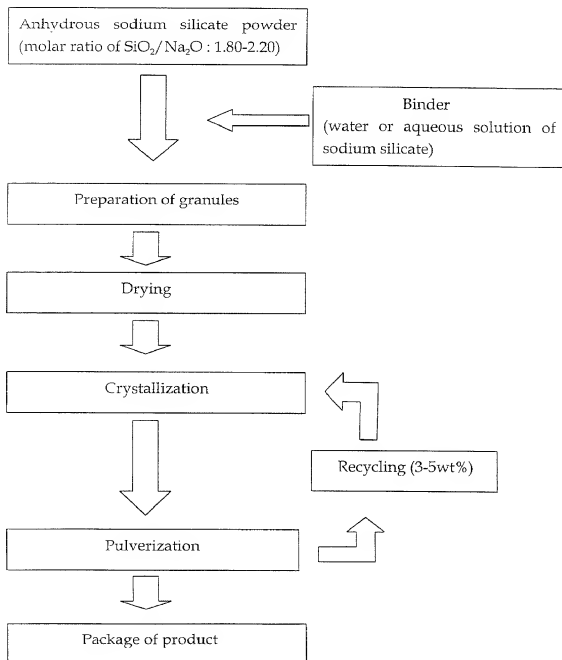 Anhydrous sodium silicate powder
(molar ratio of SiO₂/Na₂O : 1.80-2.20)
Binder
(water or aqueous solution of
sodium silicate)
Preparation of granules
Drying
Crystallization
Recycling (3-5wt%)
Pulverization
Package of product